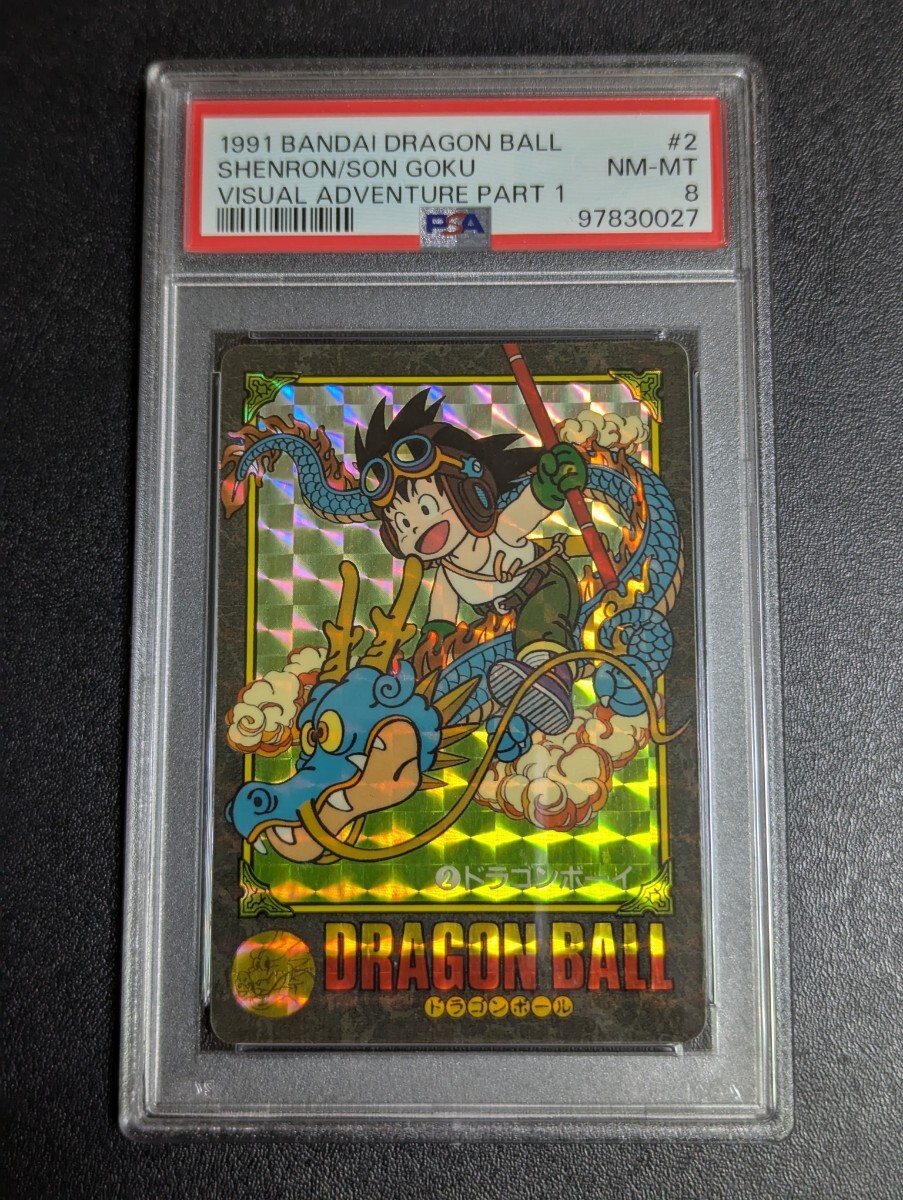 1991 BANDAI DRAGON BALL #2
SHENRON/SON GOKU NM-MT
VISUAL ADVENTURE PART 1 8
PSA 97830027
②ドラゴンボーイ
DRAGON BALL
ドラゴンボール